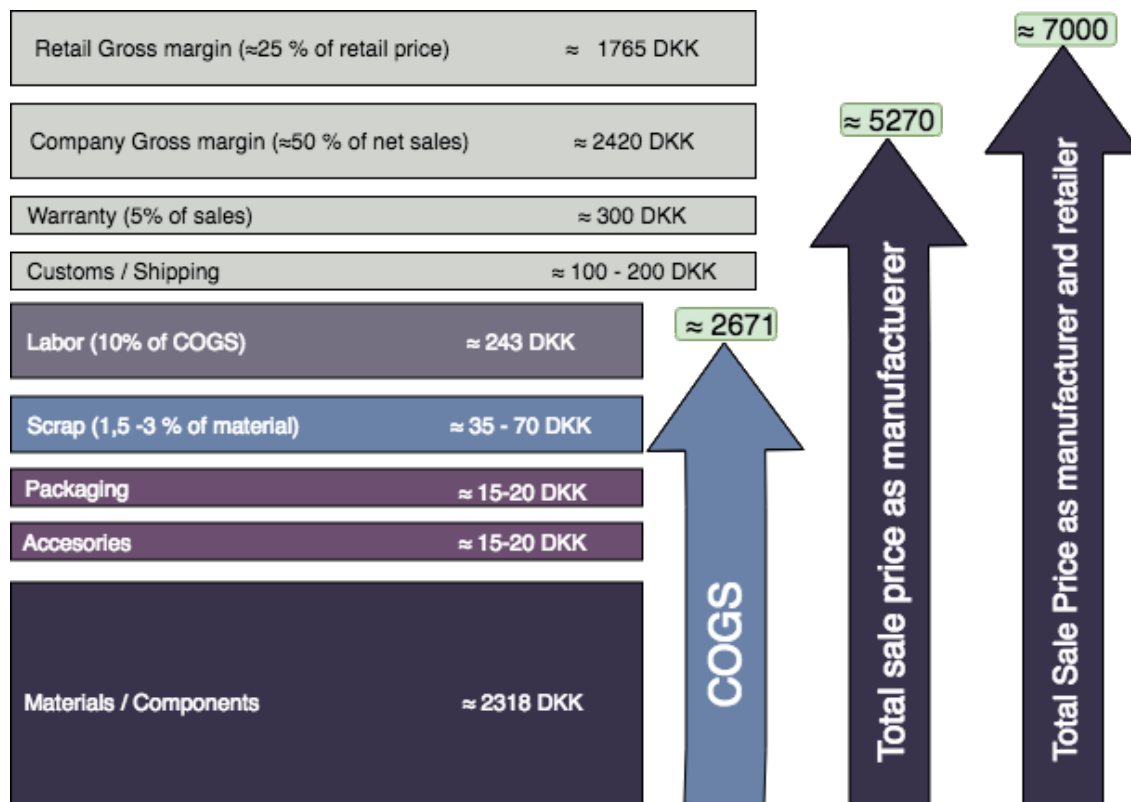 Retail Gross margin (≈25 % of retail price) ≈ 1765 DKK
Company Gross margin (≈50 % of net sales) ≈ 2420 DKK
Warranty (5% of sales) ≈ 300 DKK
Customs / Shipping ≈ 100 - 200 DKK
Labor (10% of COGS) ≈ 243 DKK
Scrap (1,5 -3 % of material) ≈ 35 - 70 DKK
Packaging ≈ 15-20 DKK
Accesories ≈ 15-20 DKK
Materials / Components ≈ 2318 DKK
≈ 2671
COGS
≈ 5270
Total sale price as manufactuerer
≈ 7000
Total Sale Price as manufacturer and retailer